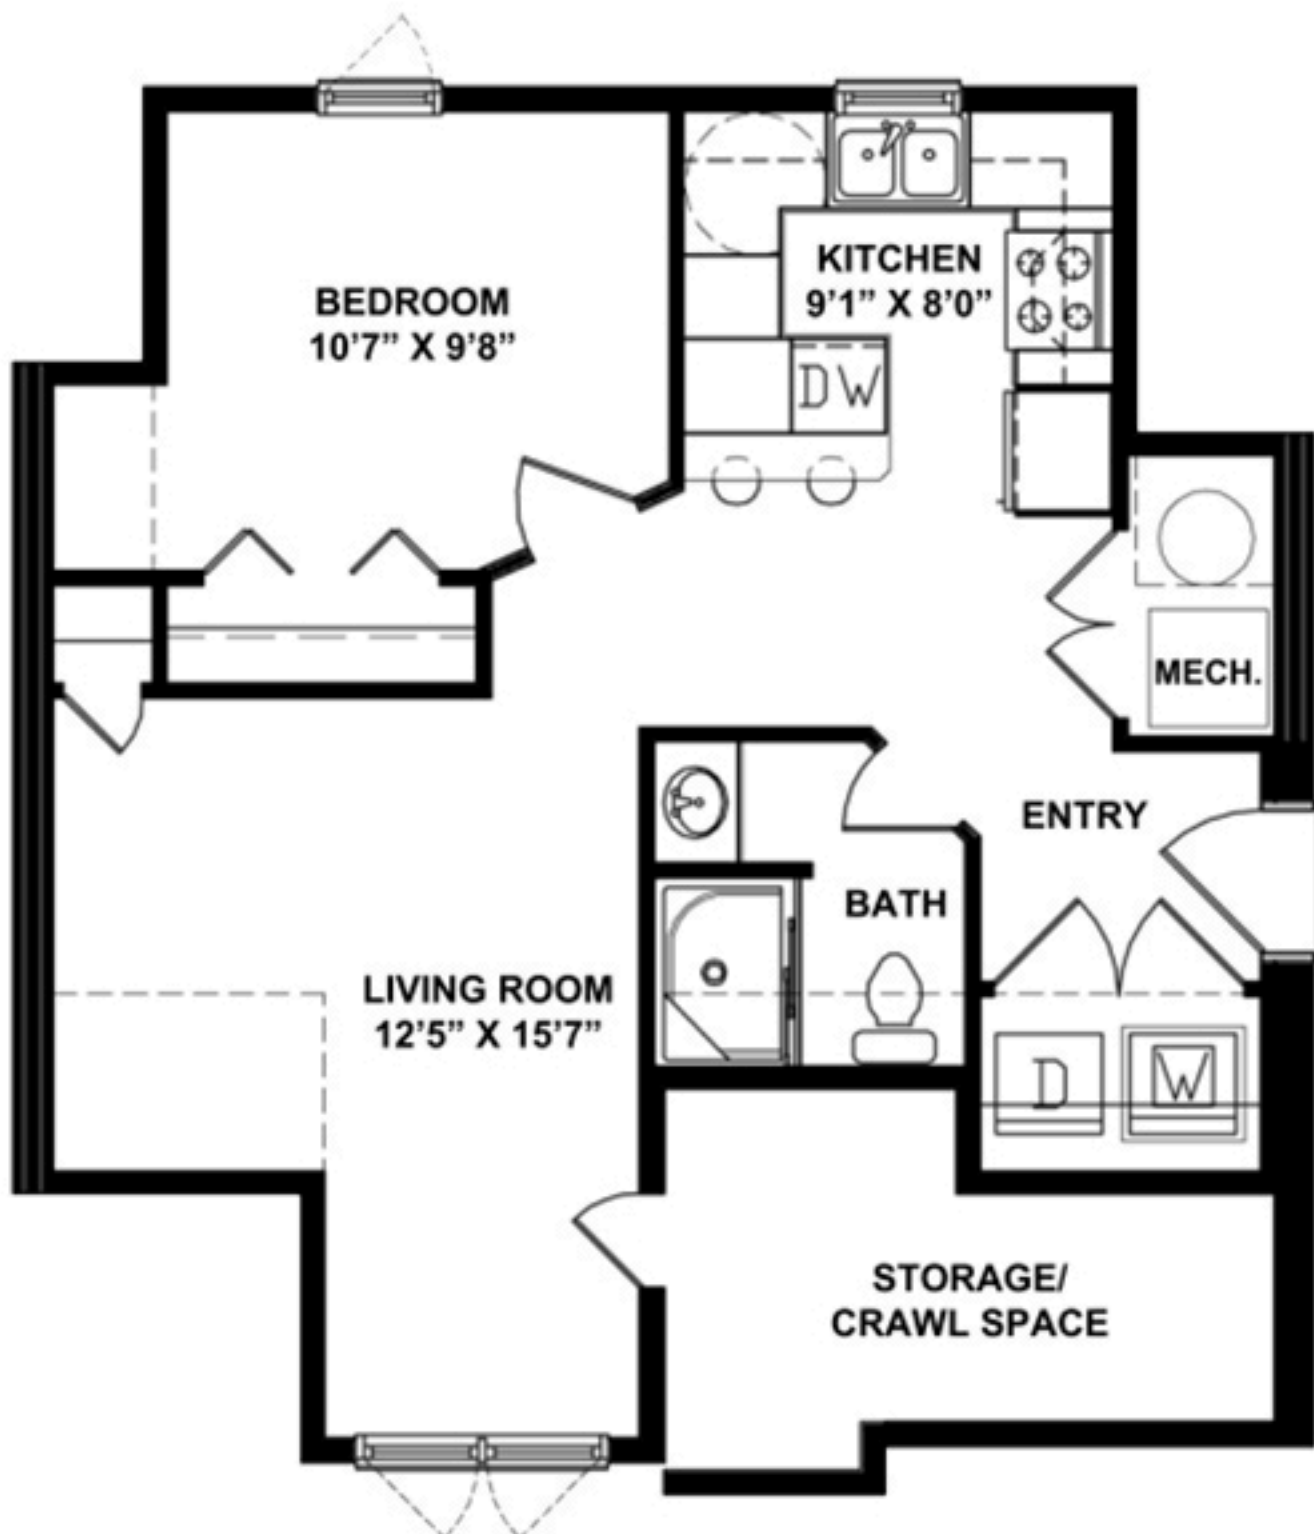 BEDROOM
10'7” X 9'8”
KITCHEN
9'1” X 8'0”
DW
MECH.
ENTRY
BATH
LIVING ROOM
12'5” X 15'7”
D
W
STORAGE/
CRAWL SPACE